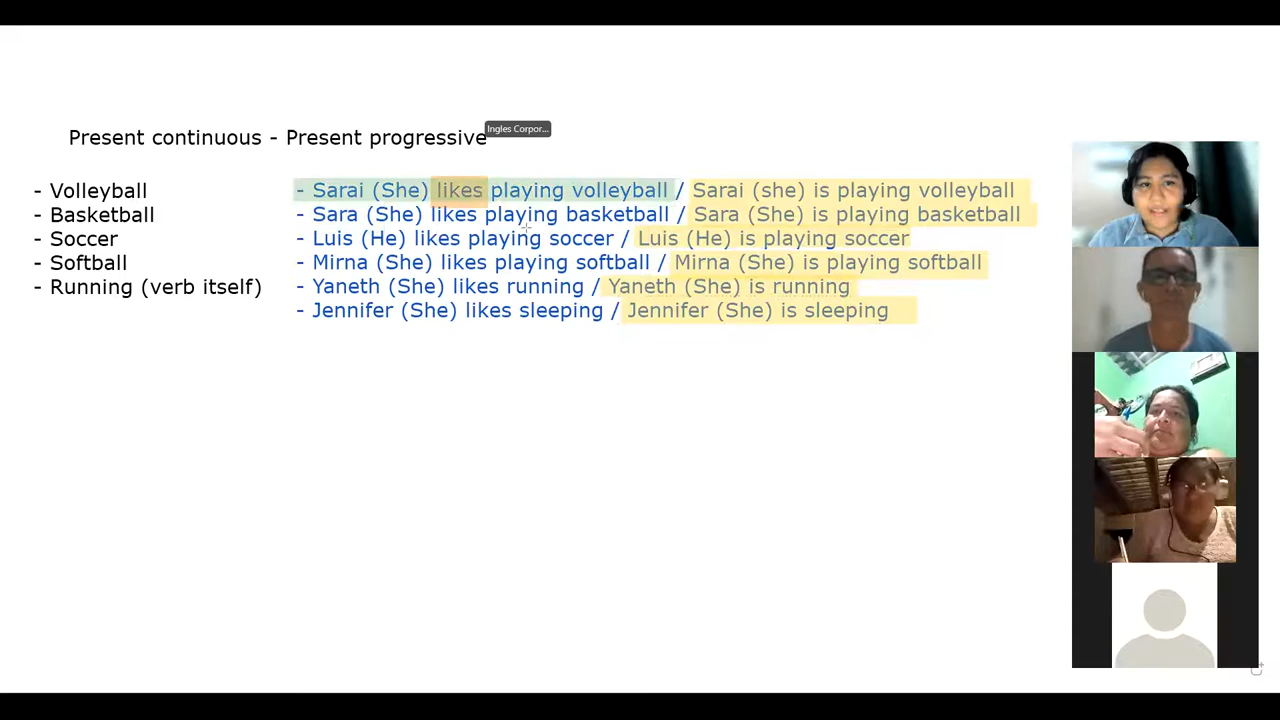 Present continuous - Present progressive
Ingles Corpor...
- Volleyball
- Basketball
- Soccer
- Softball
- Running (verb itself)
- Sarai (She) likes playing volleyball / Sarai (she) is playing volleyball
- Sara (She) likes playing basketball / Sara (She) is playing basketball
- Luis (He) likes playing soccer / Luis (He) is playing soccer
- Mirna (She) likes playing softball / Mirna (She) is playing softball
- Yaneth (She) likes running / Yaneth (She) is running
- Jennifer (She) likes sleeping / Jennifer (She) is sleeping